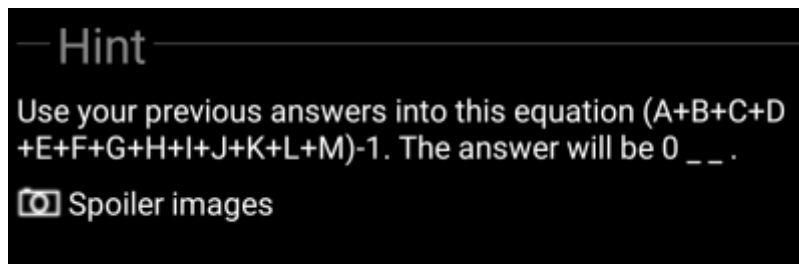 Hint
Use your previous answers into this equation (A+B+C+D
+E+F+G+H+I+J+K+L+M)-1. The answer will be 0 _ _ .
Spoiler images